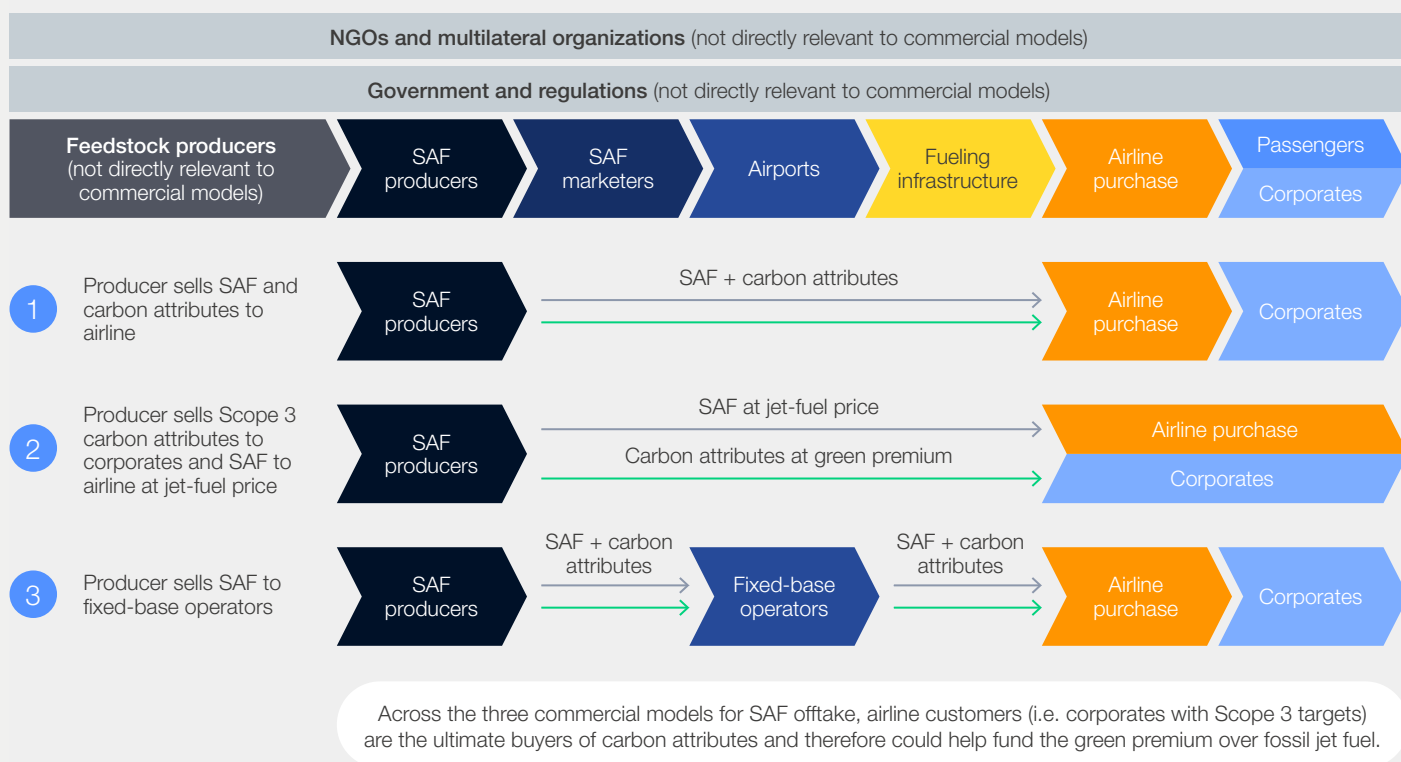 NGOs and multilateral organizations (not directly relevant to commercial models)
Government and regulations (not directly relevant to commercial models)
Feedstock producers
(not directly relevant to
commercial models)
SAF
producers
SAF
marketers
Airports
Fueling
infrastructure
Airline
purchase
Passengers
Corporates
1
Producer sells SAF and
carbon attributes to
airline
SAF
producers
SAF + carbon attributes
Airline
purchase
Corporates
2
Producer sells Scope 3
carbon attributes to
corporates and SAF to
airline at jet-fuel price
SAF
producers
SAF at jet-fuel price
Carbon attributes at green premium
Airline purchase
Corporates
3
Producer sells SAF to
fixed-base operators
SAF
producers
SAF + carbon
attributes
Fixed-base
operators
SAF + carbon
attributes
Airline
purchase
Corporates
Across the three commercial models for SAF offtake, airline customers (i.e. corporates with Scope 3 targets)
are the ultimate buyers of carbon attributes and therefore could help fund the green premium over fossil jet fuel.